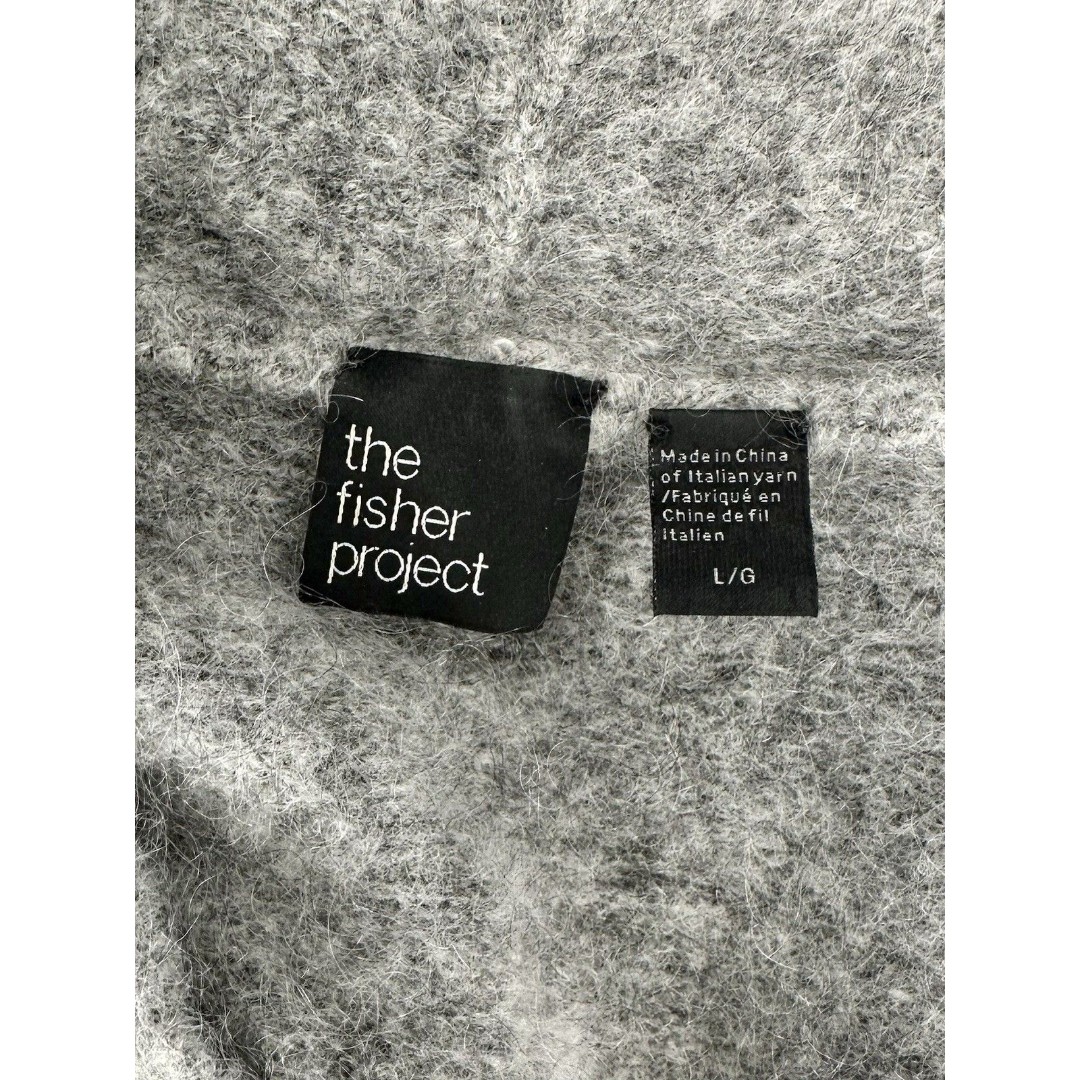 the
fisher
project
Made in China
of Italian yarn
/Fabriqué en
Chine de fil
Italien
L/G